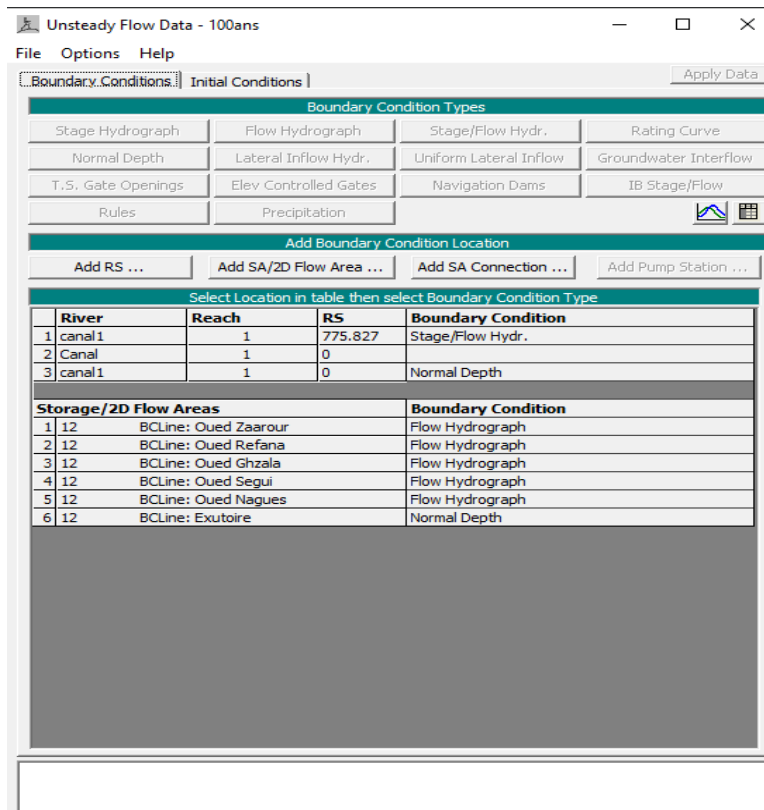 Unsteady Flow Data - 100ans
File Options Help
Boundary Conditions Initial Conditions Apply Data
Boundary Condition Types
Stage Hydrograph Flow Hydrograph Stage/Flow Hydr. Rating Curve
Normal Depth Lateral Inflow Hydr. Uniform Lateral Inflow Groundwater Interflow
T.S. Gate Openings Elev Controlled Gates Navigation Dams IB Stage/Flow
Rules Precipitation
Add Boundary Condition Location
Add RS ... Add SA/2D Flow Area ... Add SA Connection ... Add Pump Station ...
Select Location in table then select Boundary Condition Type
River Reach RS Boundary Condition
1 canal1 1 775.827 Stage/Flow Hydr.
2 Canal 1 0
3 canal1 1 0 Normal Depth
Storage/2D Flow Areas Boundary Condition
1 12 BCLine: Oued Zaarour Flow Hydrograph
2 12 BCLine: Oued Refana Flow Hydrograph
3 12 BCLine: Oued Ghzala Flow Hydrograph
4 12 BCLine: Oued Segui Flow Hydrograph
5 12 BCLine: Oued Nagues Flow Hydrograph
6 12 BCLine: Exutoire Normal Depth